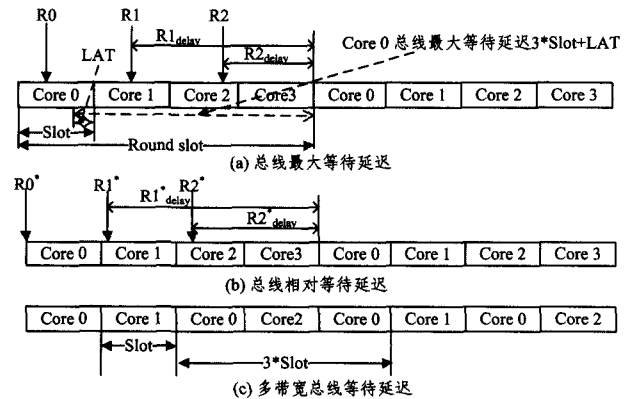 R0 R1 R2
R1delay
LAT R2delay Core 0 总线最大等待延迟3*Slot+LAT
Core 0 Core 1 Core 2 Core3 Core 0 Core 1 Core 2 Core 3
Slot
Round slot
(a) 总线最大等待延迟
R0* R1* R2*
R1*delay
R2*delay
Core 0 Core 1 Core 2 Core3 Core 0 Core 1 Core 2 Core 3
(b) 总线相对等待延迟
Core 0 Core 1 Core 0 Core2 Core 0 Core 1 Core 0 Core 2
Slot 3*Slot
(c) 多带宽总线等待延迟